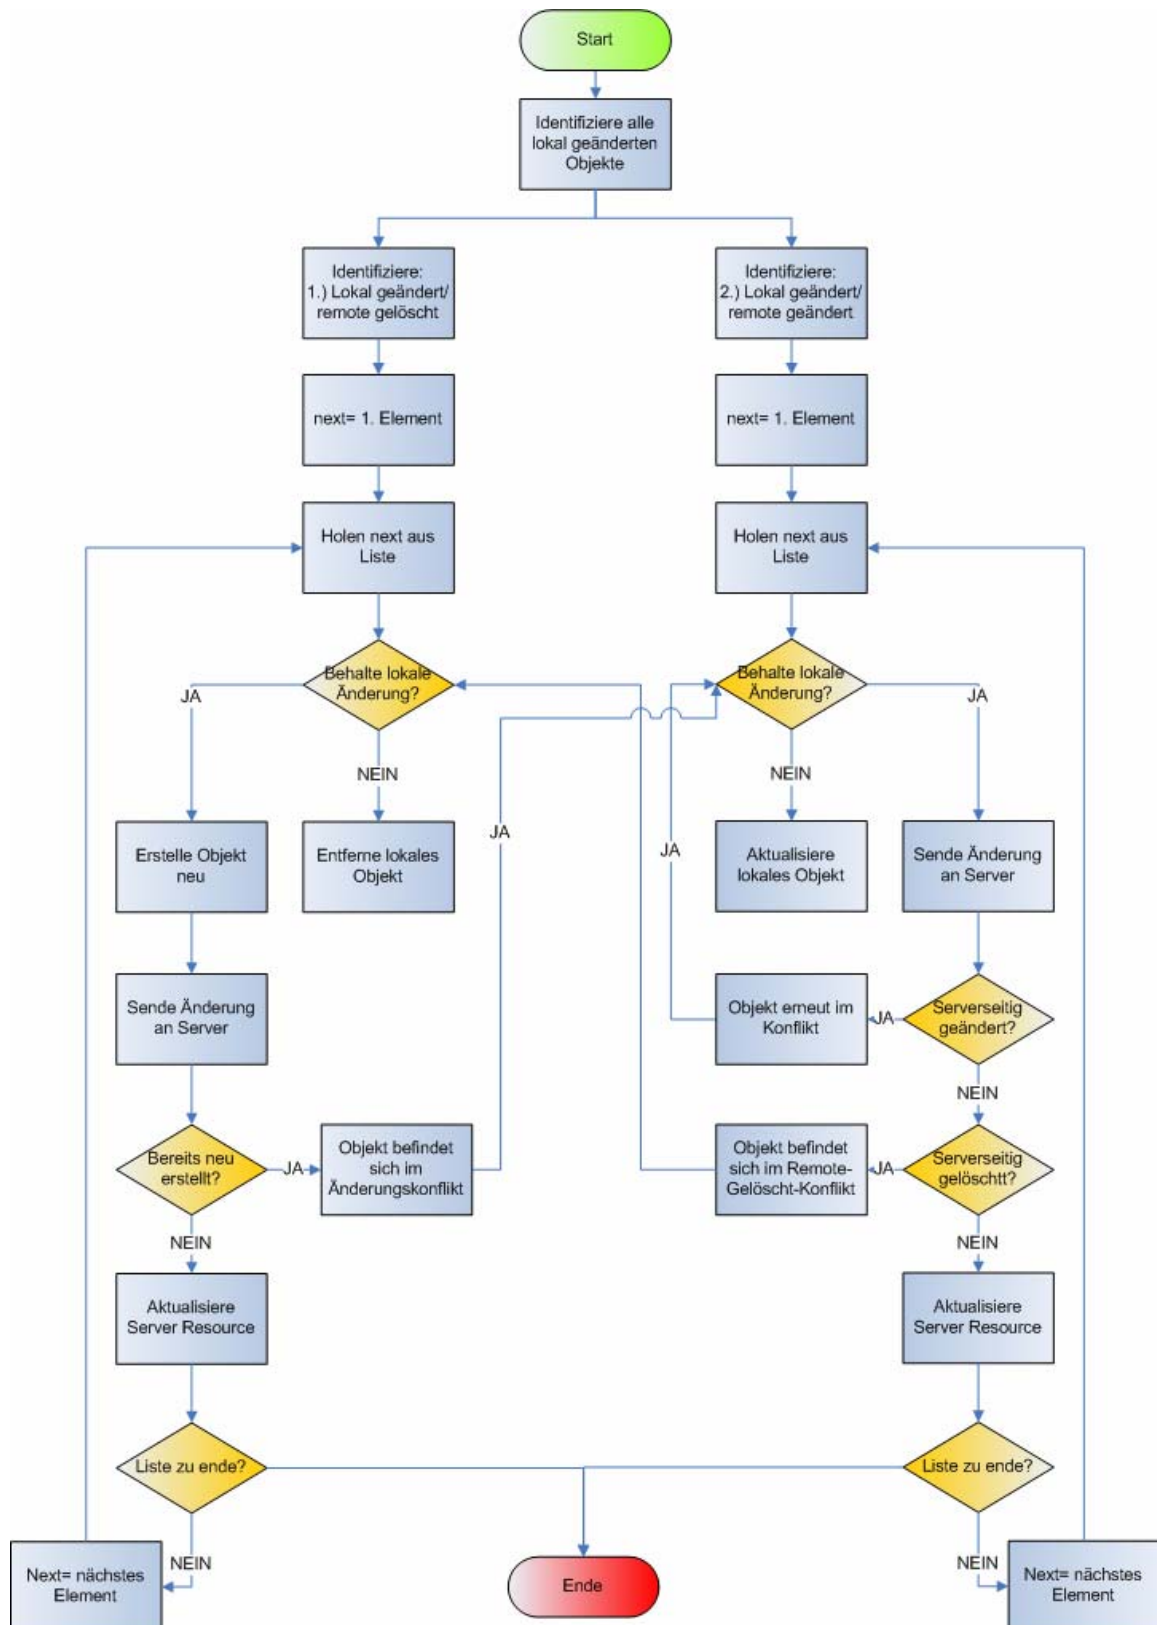 Start
Identifiziere alle
lokal geänderten
Objekte
Identifiziere:
1.) Lokal geändert/
remote gelöscht
Identifiziere:
2.) Lokal geändert/
remote geändert
next= 1. Element
next= 1. Element
Holen next aus
Liste
Holen next aus
Liste
Behalte lokale
Änderung?
Behalte lokale
Änderung?
JA
JA
NEIN
NEIN
JA
JA
Erstelle Objekt
neu
Entferne lokales
Objekt
Aktualisiere
lokales Objekt
Sende Änderung
an Server
Sende Änderung
an Server
Objekt erneut im
Konflikt
JA
Serverseitig
geändert?
NEIN
Bereits neu
erstellt?
JA
Objekt befindet
sich im
Änderungskonflikt
Objekt befindet
sich im Remote-
Gelöscht-Konflikt
JA
Serverseitig
gelöschtt?
NEIN
NEIN
Aktualisiere
Server Resource
Aktualisiere
Server Resource
Liste zu ende?
Liste zu ende?
NEIN
NEIN
Next= nächstes
Element
Ende
Next= nächstes
Element